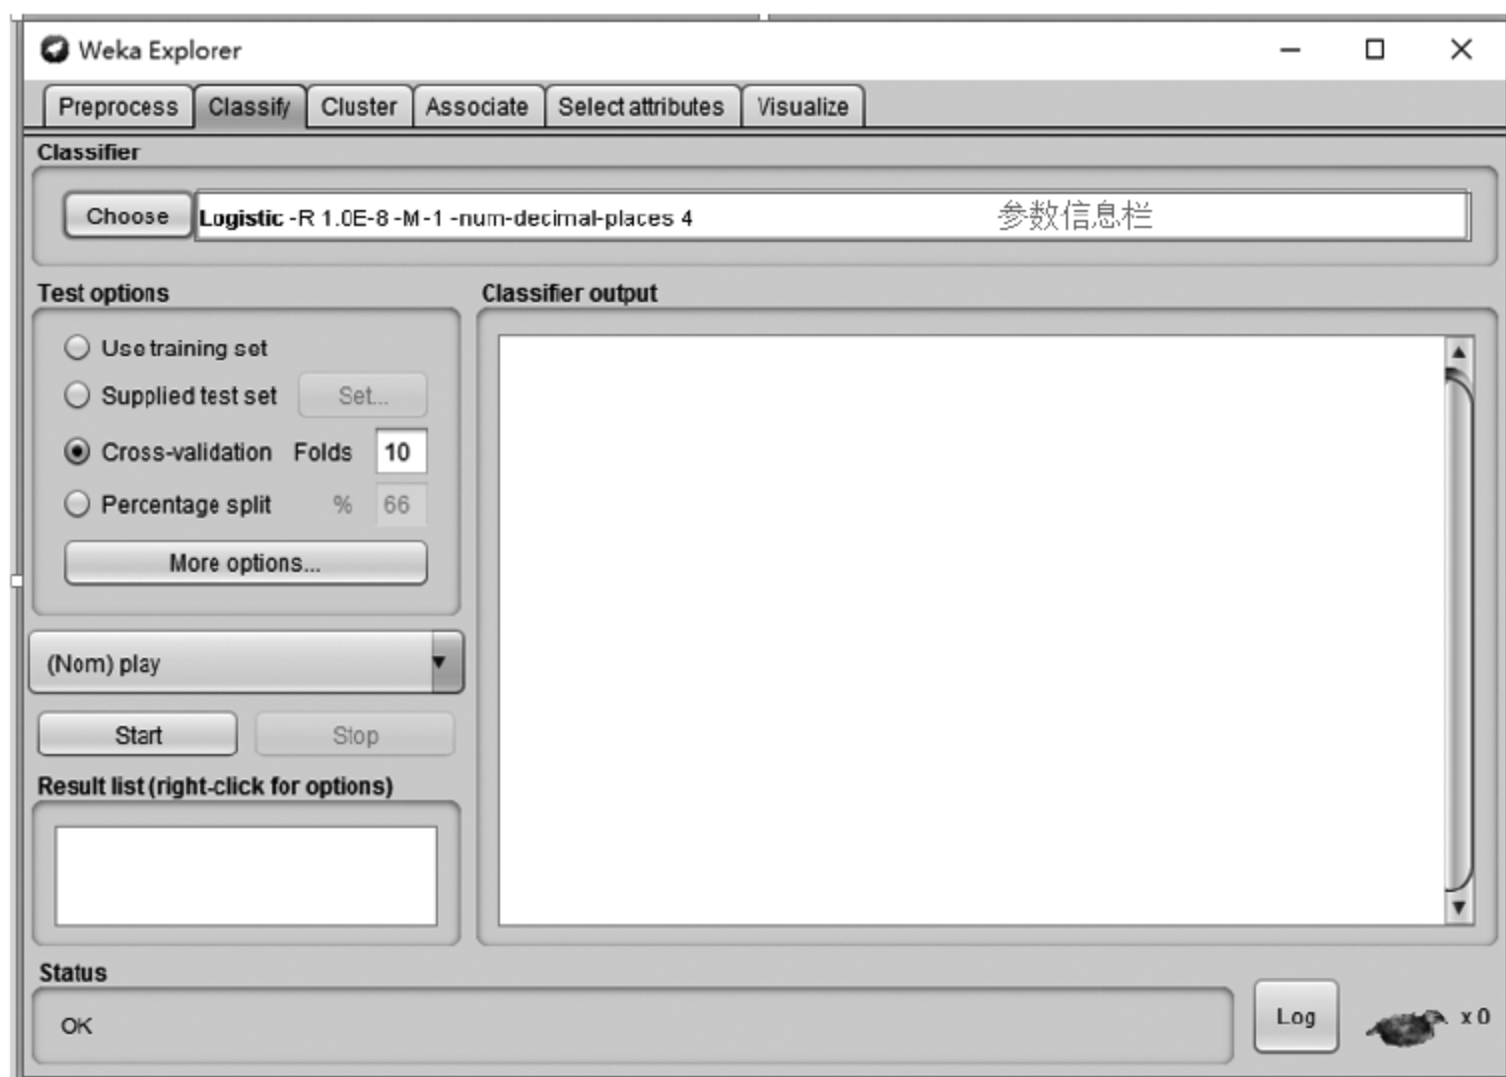 Weka Explorer
Preprocess Classify Cluster Associate Select attributes Visualize
Classifier
Choose Logistic -R 1.0E-8 -M -1 -num-decimal-places 4 参数信息栏
Test options
Use training set
Supplied test set Set...
Cross-validation Folds 10
Percentage split % 66
More options...
(Nom) play
Start Stop
Result list (right-click for options)
Classifier output
Status
OK
Log x 0